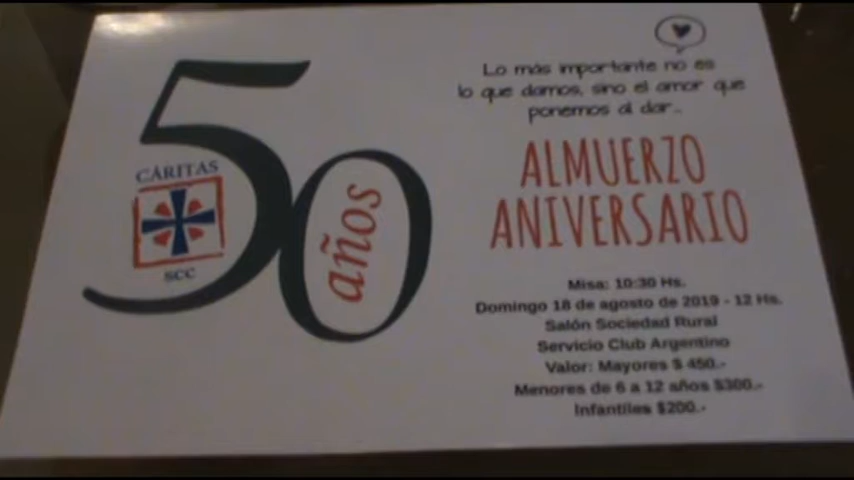 50
años
CÁRITAS
SCC
Lo más importante no es
lo que damos, sino el amor que
ponemos al dar...
ALMUERZO
ANIVERSARIO
Misa: 10:30 Hs.
Domingo 18 de agosto de 2019 - 12 Hs.
Salón Sociedad Rural
Servicio Club Argentino
Valor: Mayores $ 450.-
Menores de 6 a 12 años $300.-
Infantiles $200.-